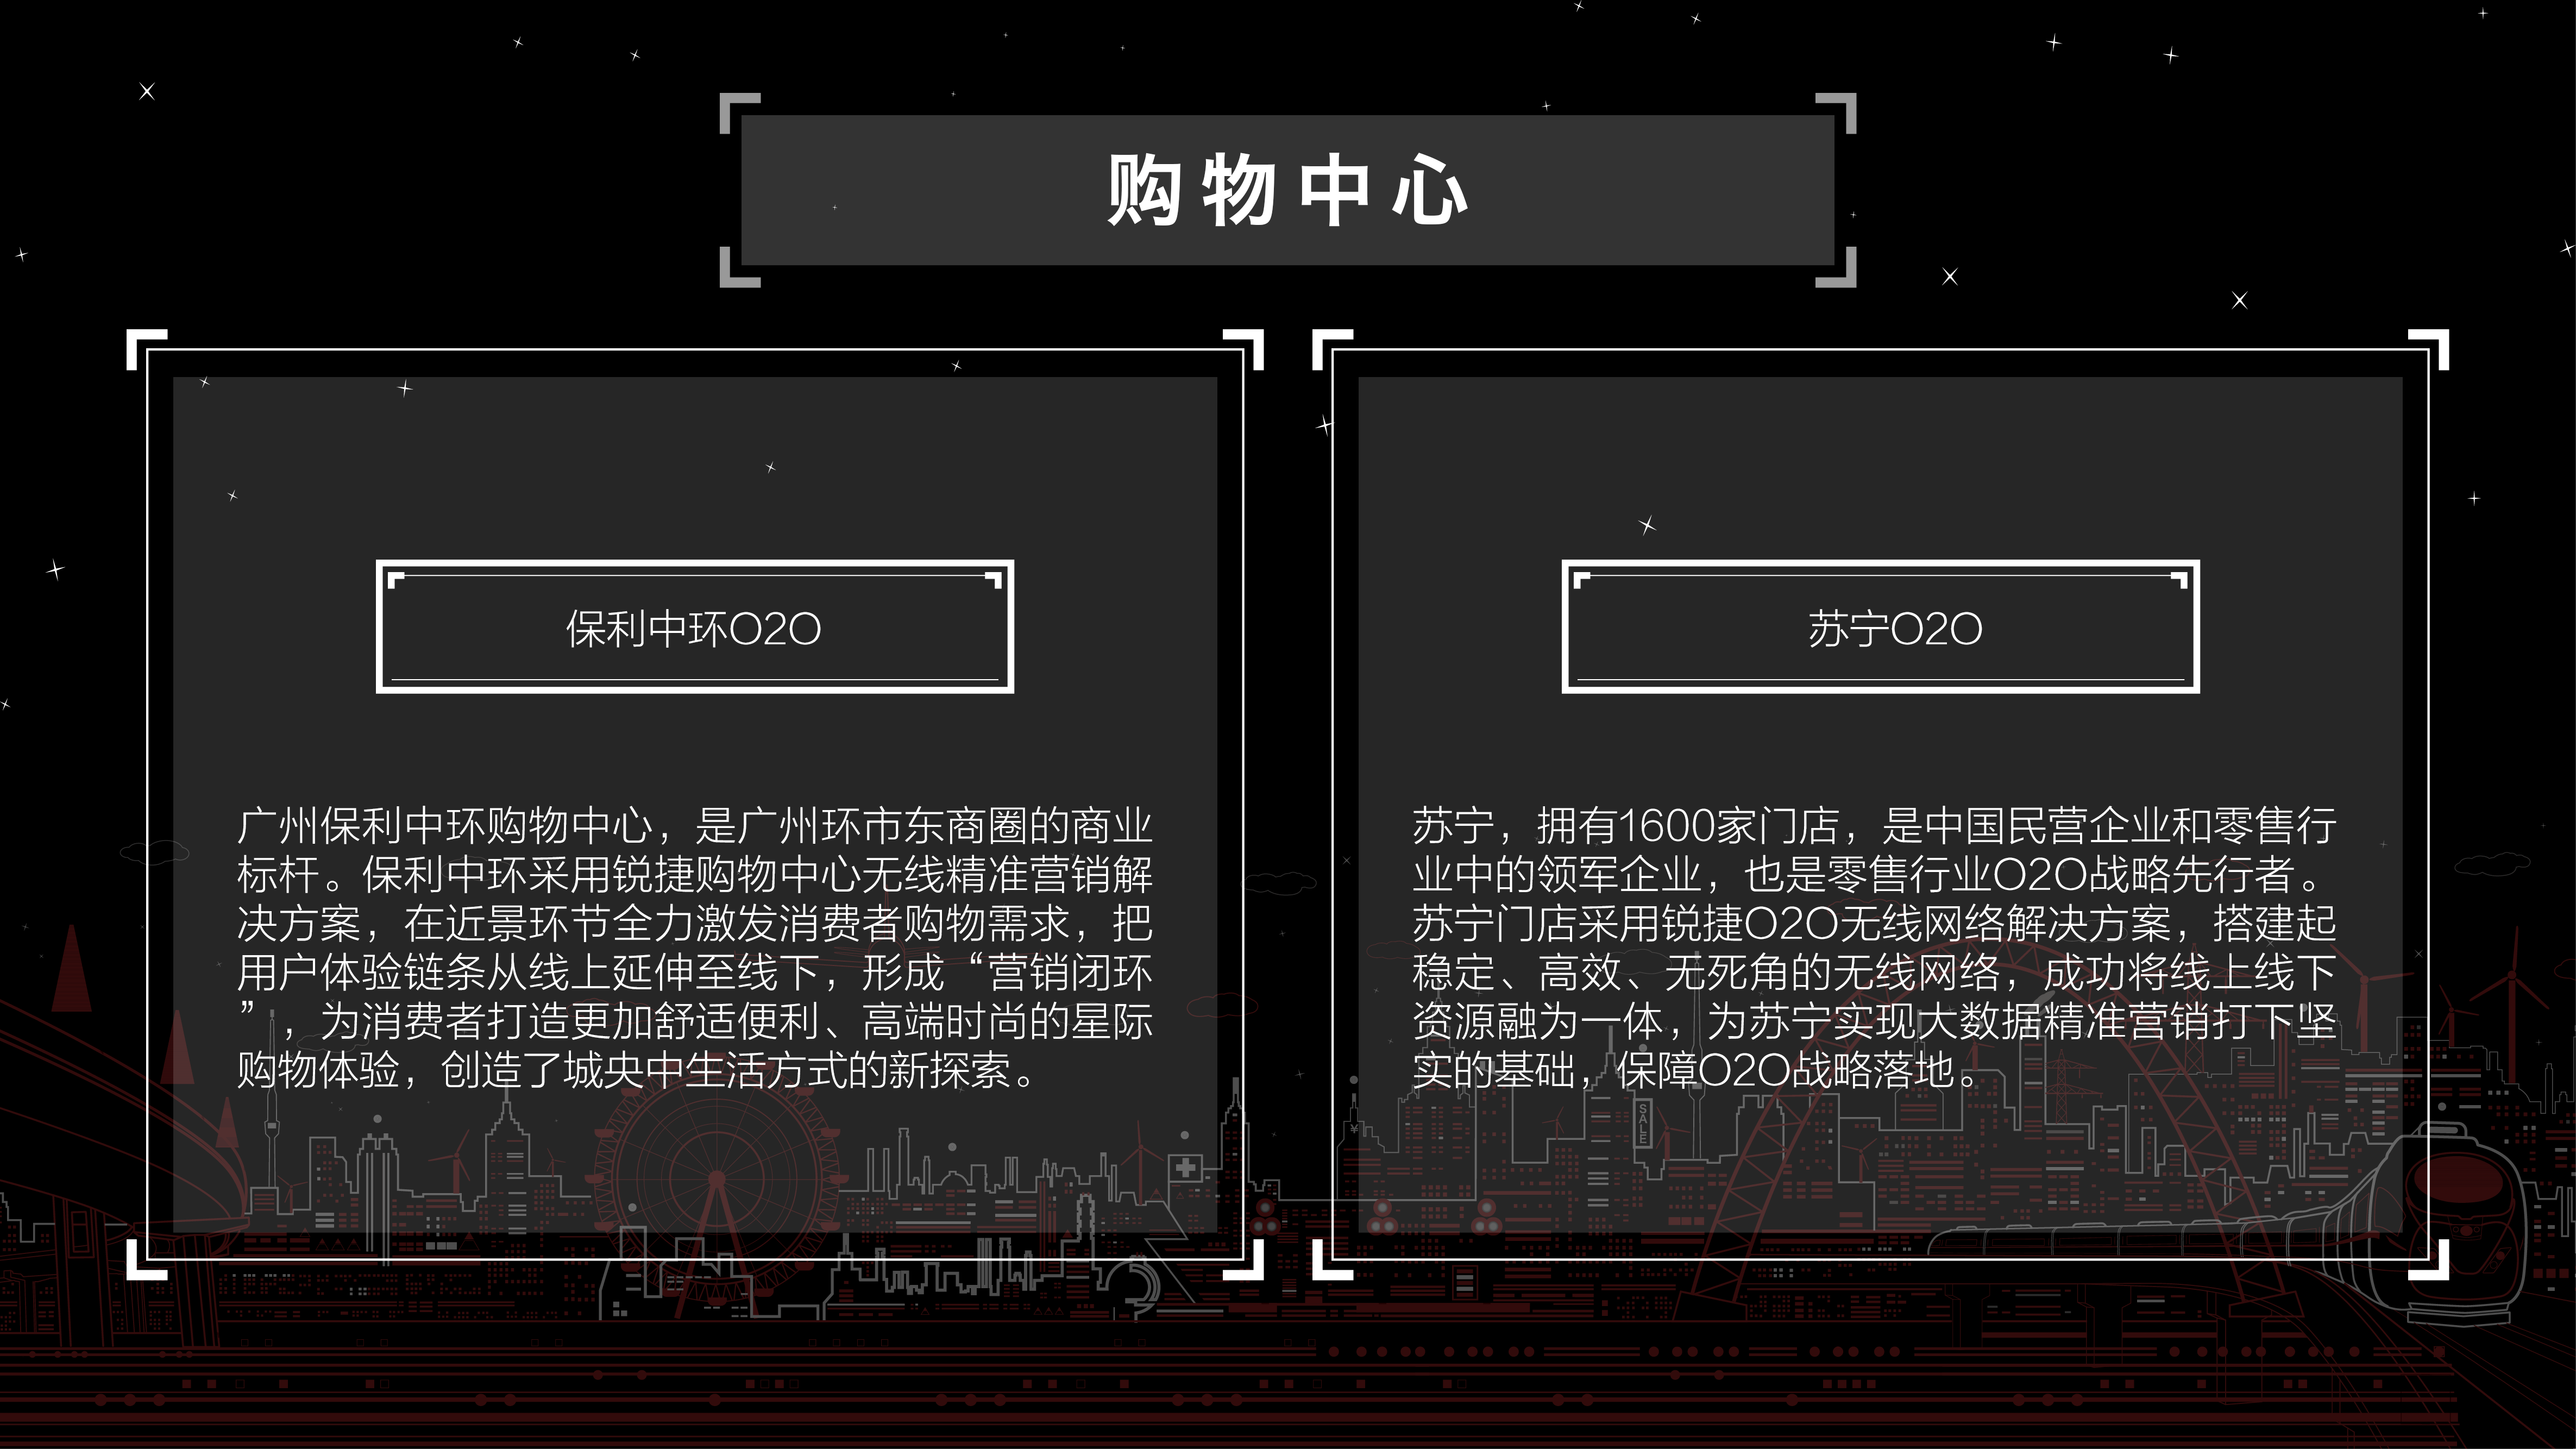 购物中心
保利中环O2O
广州保利中环购物中心，是广州环市东商圈的商业
标杆。保利中环采用锐捷购物中心无线精准营销解
决方案，在近景环节全力激发消费者购物需求，把
用户体验链条从线上延伸至线下，形成“营销闭环
”，为消费者打造更加舒适便利、高端时尚的星际
购物体验，创造了城央中生活方式的新探索。
苏宁O2O
苏宁，拥有1600家门店，是中国民营企业和零售行
业中的领军企业，也是零售行业O2O战略先行者。
苏宁门店采用锐捷O2O无线网络解决方案，搭建起
稳定、高效、无死角的无线网络，成功将线上线下
资源融为一体，为苏宁实现大数据精准营销打下坚
实的基础，保障O2O战略落地。
¥
SALE